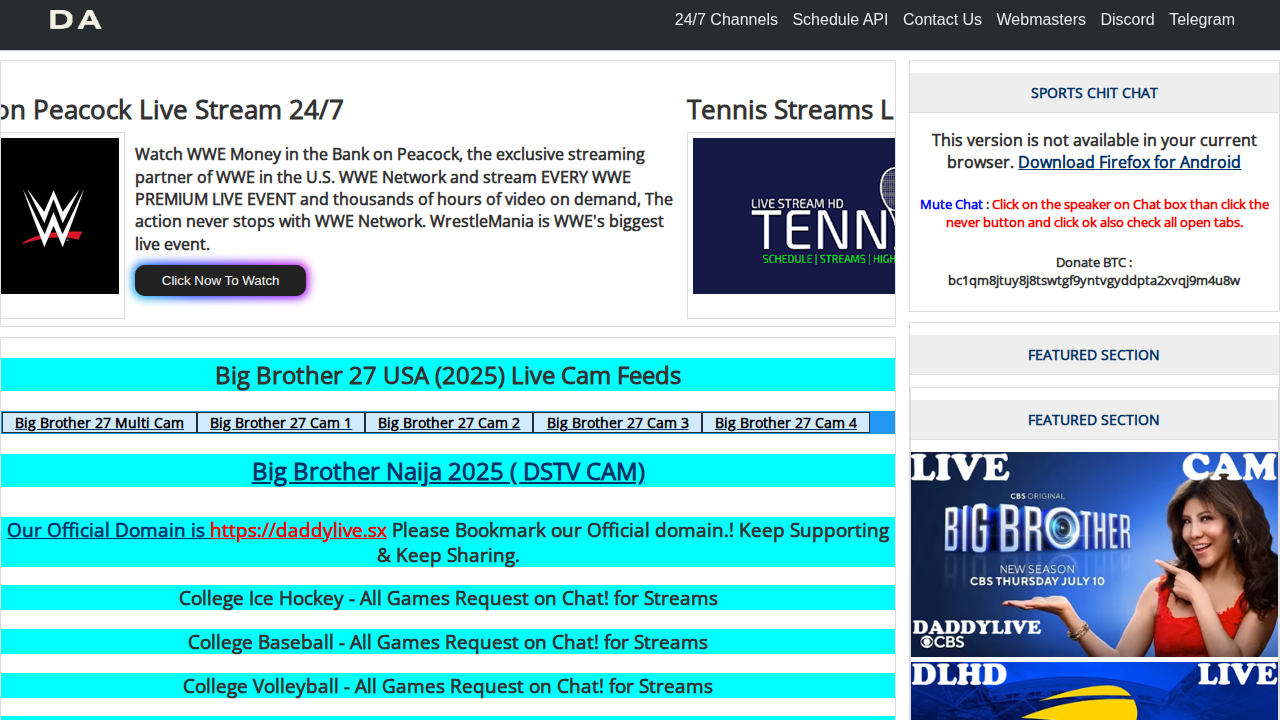 DA
24/7 Channels Schedule API Contact Us Webmasters Discord Telegram
on Peacock Live Stream 24/7
Tennis Streams L
Watch WWE Money in the Bank on Peacock, the exclusive streaming
partner of WWE in the U.S. WWE Network and stream EVERY WWE
PREMIUM LIVE EVENT and thousands of hours of video on demand, The
action never stops with WWE Network. WrestleMania is WWE's biggest
live event.
Click Now To Watch
LIVE STREAM HD
TENN
SCHEDULE | STREAMS | HIGH
SPORTS CHIT CHAT
This version is not available in your current
browser. Download Firefox for Android
Mute Chat : Click on the speaker on Chat box than click the
never button and click ok also check all open tabs.
Donate BTC :
bc1qm8jtuy8j8tswtgf9yntvgyddpta2xvqj9m4u8w
Big Brother 27 USA (2025) Live Cam Feeds
Big Brother 27 Multi Cam Big Brother 27 Cam 1 Big Brother 27 Cam 2 Big Brother 27 Cam 3 Big Brother 27 Cam 4
Big Brother Naija 2025 ( DSTV CAM)
Our Official Domain is https://daddylive.sx Please Bookmark our Official domain.! Keep Supporting
& Keep Sharing.
College Ice Hockey - All Games Request on Chat! for Streams
College Baseball - All Games Request on Chat! for Streams
College Volleyball - All Games Request on Chat! for Streams
FEATURED SECTION
FEATURED SECTION
LIVE CAM
CBS ORIGINAL
BIG BROTHER
NEW SEASON
CBS THURSDAY JULY 10
DADDYLIVE
CBS
DLHD LIVE